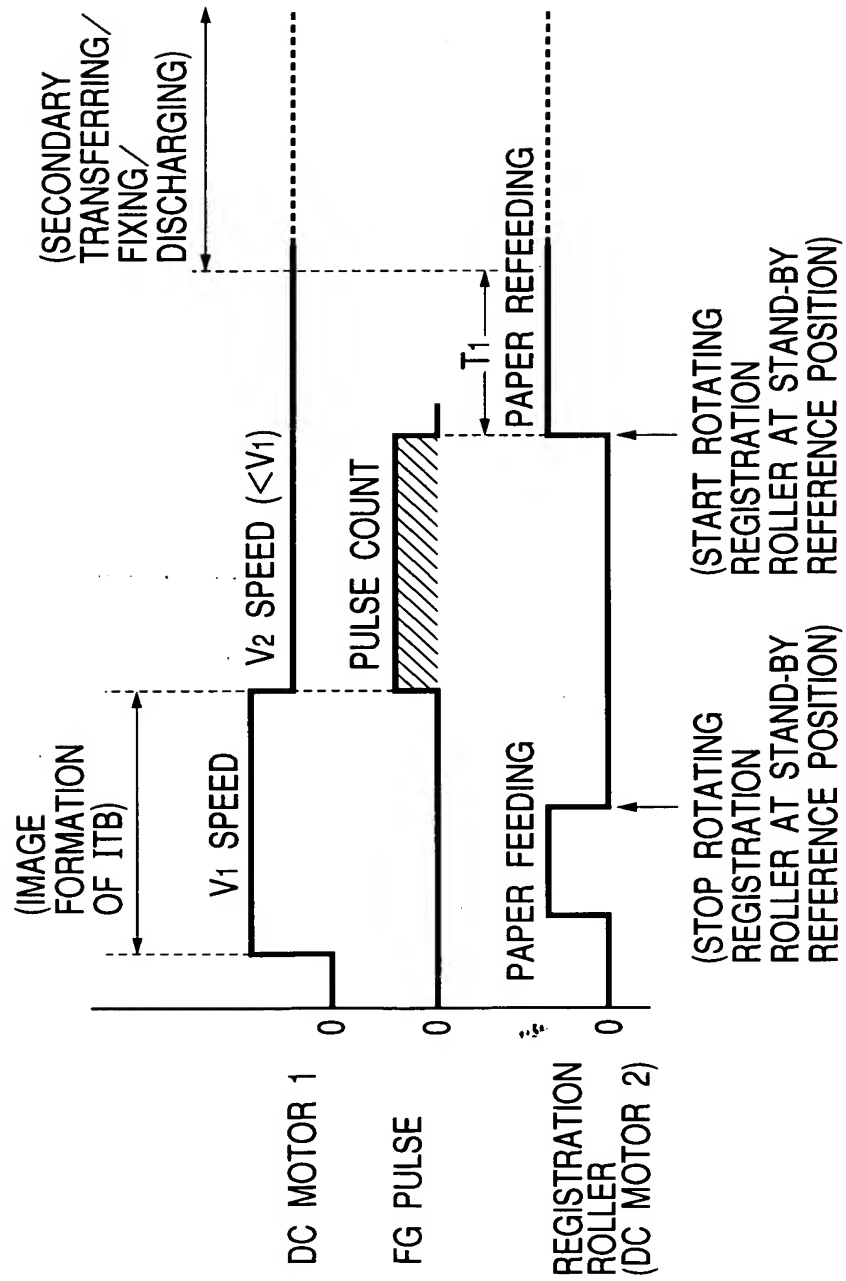 (IMAGE
FORMATION
OF ITB)
(SECONDARY
TRANSFERRING/
FIXING/
DISCHARGING)
DC MOTOR 1
0
V1 SPEED
V2 SPEED (<V1)
FG PULSE
0
PULSE COUNT
T1
REGISTRATION
ROLLER
(DC MOTOR 2)
0
PAPER FEEDING
PAPER REFEEDING
(STOP ROTATING
REGISTRATION
ROLLER AT STAND-BY
REFERENCE POSITION)
(START ROTATING
REGISTRATION
ROLLER AT STAND-BY
REFERENCE POSITION)